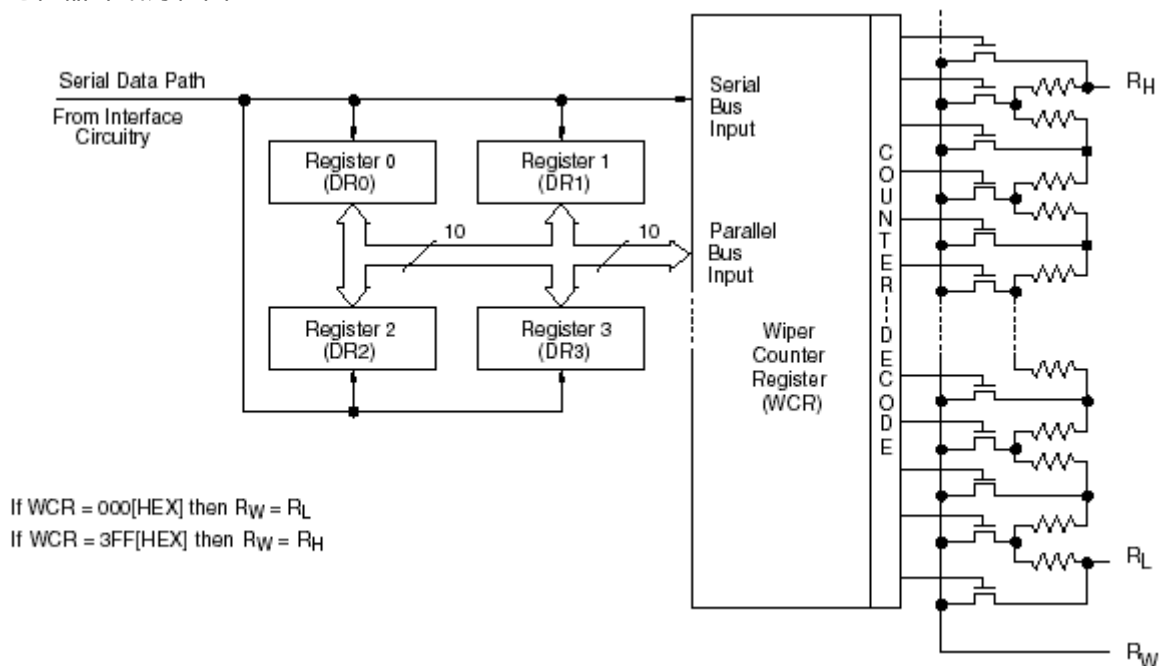 Serial Data Path
From Interface
Circuitry
Register 0
(DR0)
Register 1
(DR1)
10
10
Register 2
(DR2)
Register 3
(DR3)
If WCR = 000[HEX] then RW = RL
If WCR = 3FF[HEX] then RW = RH
Serial
Bus
Input
Parallel
Bus
Input
Wiper
Counter
Register
(WCR)
COUNTER--DECODE
RH
RL
RW